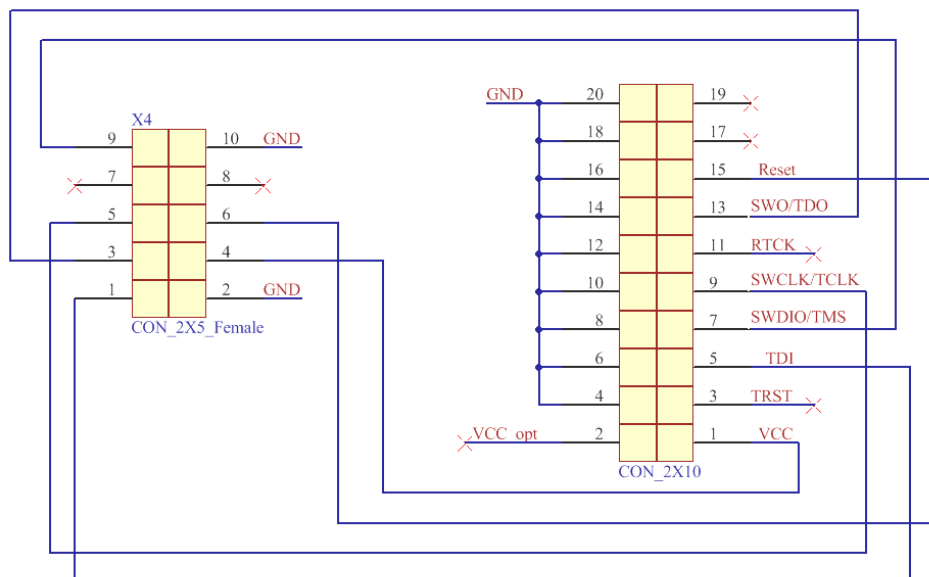 X4
9 10 GND
7 8
5 6
3 4
1 2 GND
CON_2X5_Female
GND 20 19
18 17
16 15 Reset
14 13 SWO/TDO
12 11 RTCK
10 9 SWCLK/TCLK
8 7 SWDIO/TMS
6 5 TDI
4 3 TRST
VCC_opt 2 1 VCC
CON_2X10